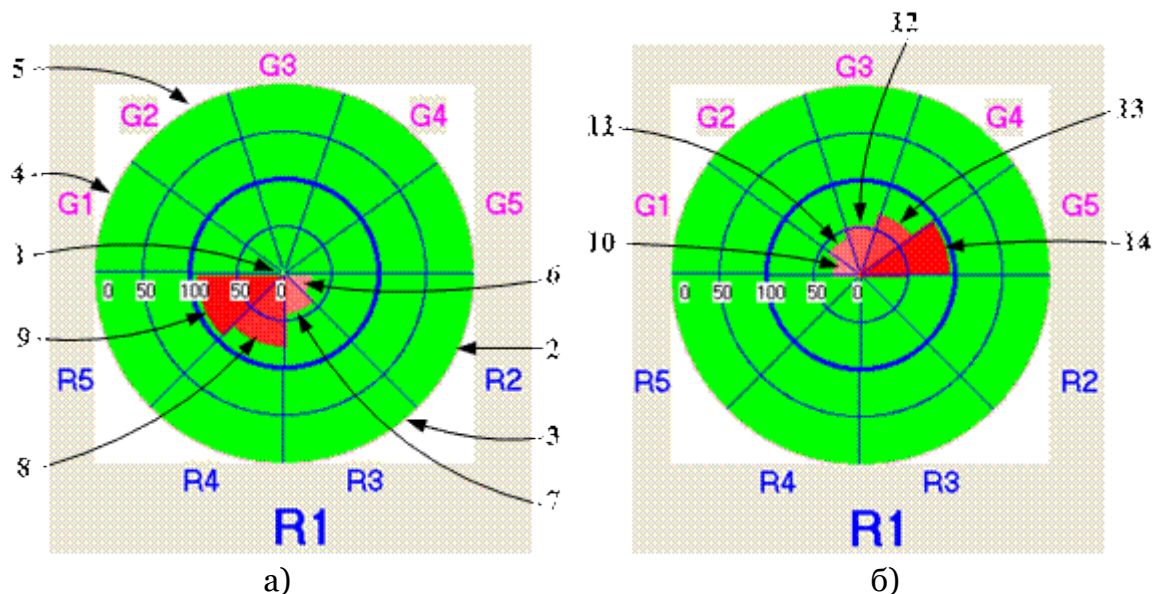 12
5 G3 G3
G2 G4 11 G2 G4 13
4 G1 G5 G1 G5
1 6 10 14
0 50 100 50 0 0 50 100 0
9 2
R5 R2 R5 R2
8 3
R4 R3 7 R4 R3
R1 R1
а) б)